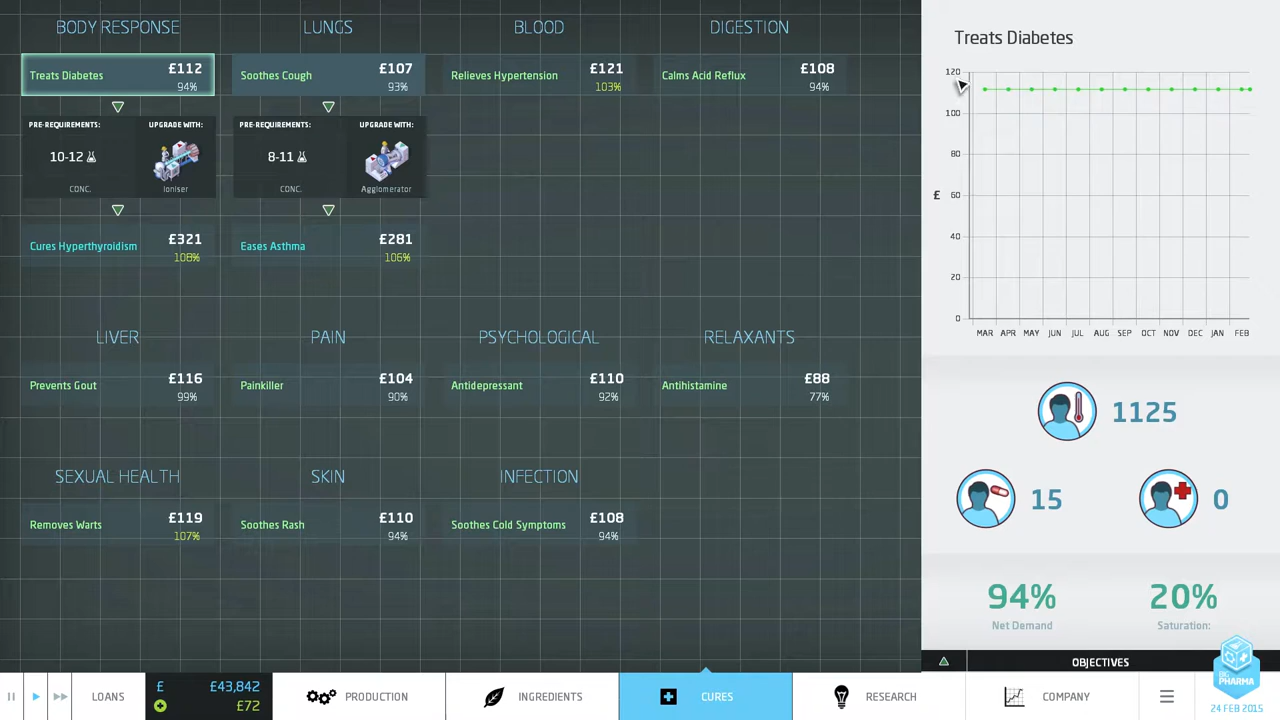 BODY RESPONSE
LUNGS
BLOOD
DIGESTION
Treats Diabetes £112 94%
Soothes Cough £107 93%
Relieves Hypertension £121 103%
Calms Acid Reflux £108 94%
PRE-REQUIREMENTS: UPGRADE WITH:
10-12
CONC. Ioniser
PRE-REQUIREMENTS: UPGRADE WITH:
8-11
CONC. Agglomerator
Cures Hyperthyroidism £321 108%
Eases Asthma £281 106%
LIVER
PAIN
PSYCHOLOGICAL
RELAXANTS
Prevents Gout £116 99%
Painkiller £104 90%
Antidepressant £110 92%
Antihistamine £88 77%
SEXUAL HEALTH
SKIN
INFECTION
Removes Warts £119 107%
Soothes Rash £110 94%
Soothes Cold Symptoms £108 94%
Treats Diabetes
120
100
80
60
£
40
20
0
MAR APR MAY JUN JUL AUG SEP OCT NOV DEC JAN FEB
1125
15
0
94% 20%
Net Demand Saturation:
OBJECTIVES
LOANS
£ £43,842
£72
PRODUCTION
INGREDIENTS
CURES
RESEARCH
COMPANY
BIG
PHARMA
24 FEB 2015